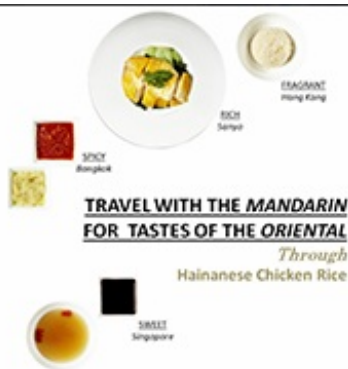 FRAGRANT
Hong Kong
RICH
Sanya
SPICY
Bangkok
TRAVEL WITH THE MANDARIN
FOR TASTES OF THE ORIENTAL
Through
Hainanese Chicken Rice
SWEET
Singapore